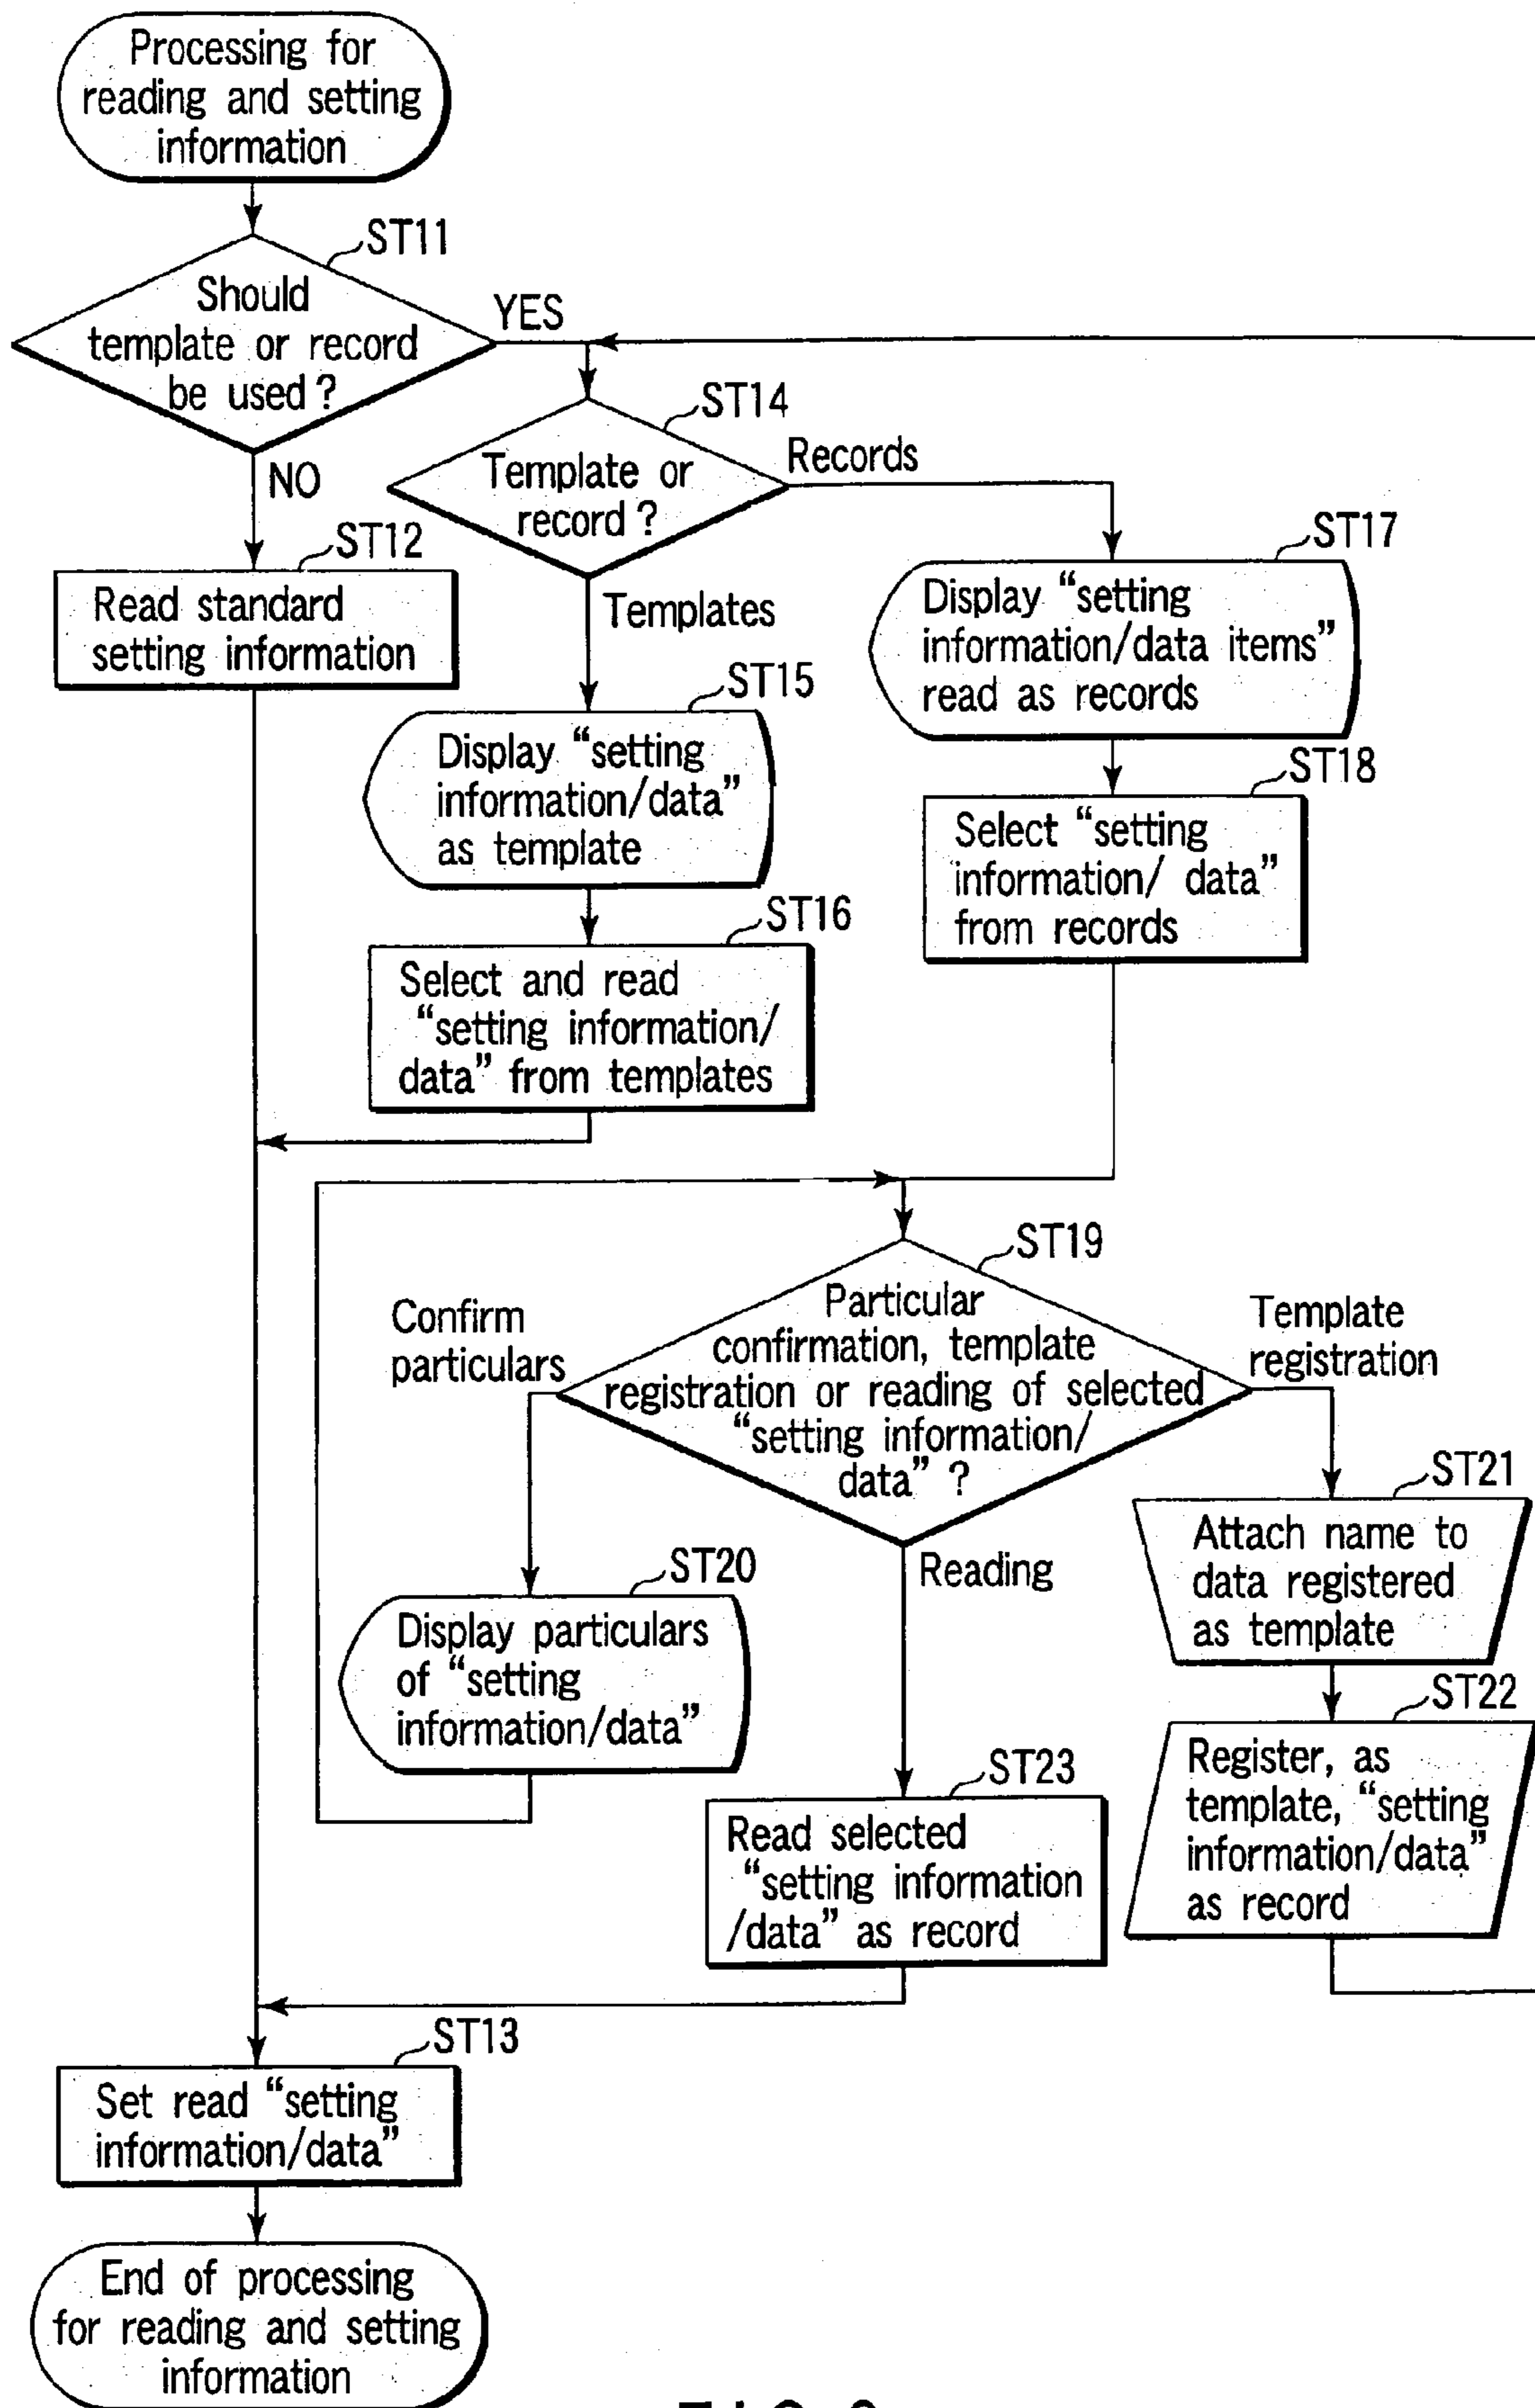 Processing for
reading and setting
information
ST11
Should
template or record
be used?
YES
NO
ST14
Template or
record?
Records
Templates
ST12
Read standard
setting information
ST17
Display “setting
information/data items”
read as records
ST15
Display “setting
information/data”
as template
ST18
Select “setting
information/ data”
from records
ST16
Select and read
“setting information/
data” from templates
ST19
Particular
confirmation, template
registration or reading of selected
“setting information/
data” ?
Confirm
particulars
Template
registration
Reading
ST21
Attach name to
data registered
as template
ST20
Display particulars
of “setting
information/data”
ST22
Register, as
template, “setting
information/data”
as record
ST23
Read selected
“setting information
/data” as record
ST13
Set read “setting
information/data”
End of processing
for reading and setting
information